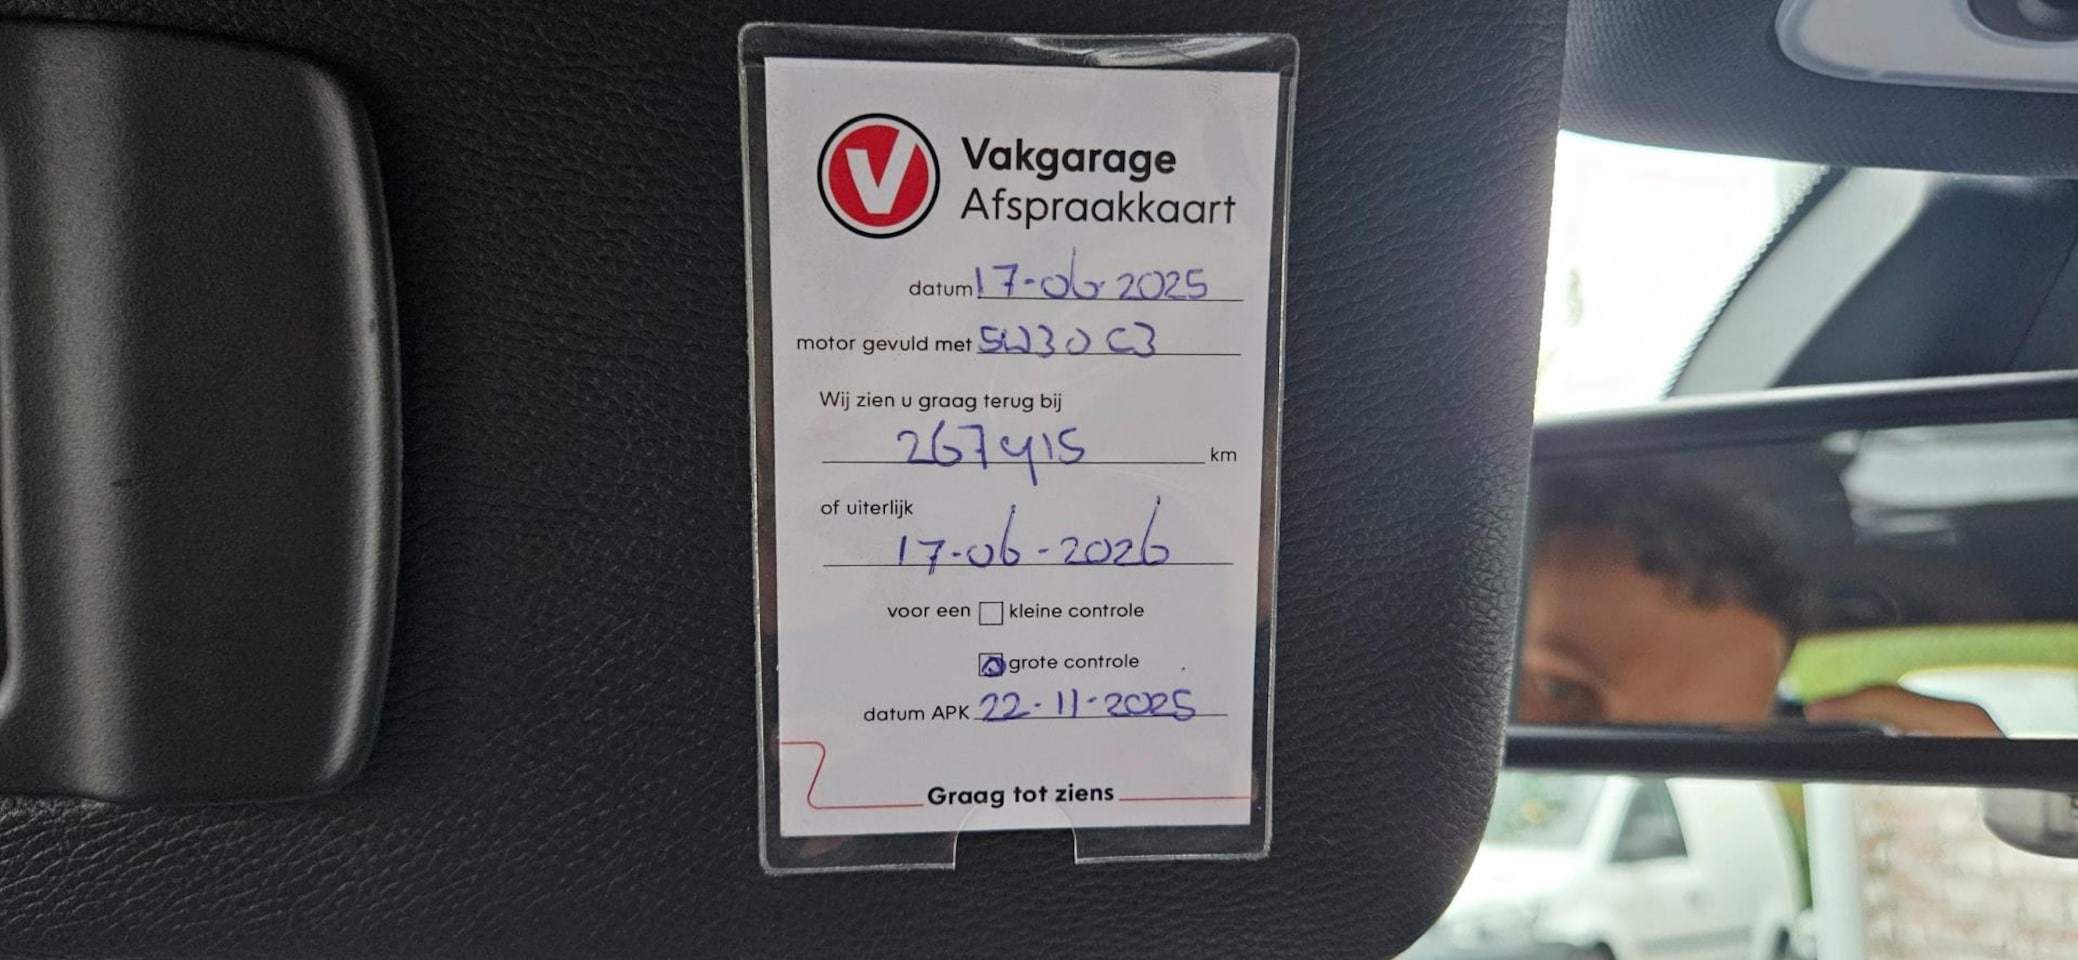 V
Vakgarage
Afspraakkaart
datum 17-06-2025
motor gevuld met 5W30 C3
Wij zien u graag terug bij
267415 km
of uiterlijk
17-06-2026
voor een kleine controle
grote controle
datum APK 22-11-2025
Graag tot ziens